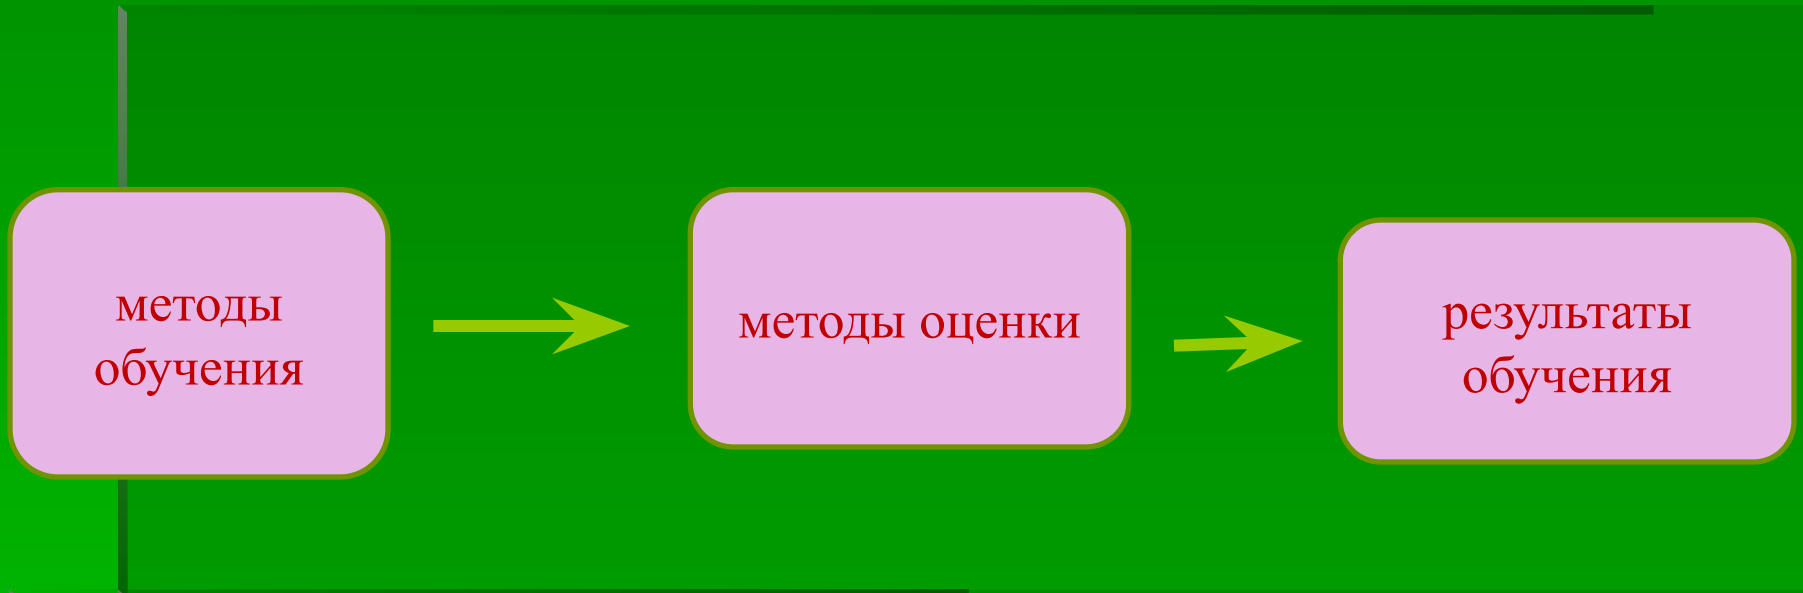 методы
обучения
методы оценки
результаты
обучения